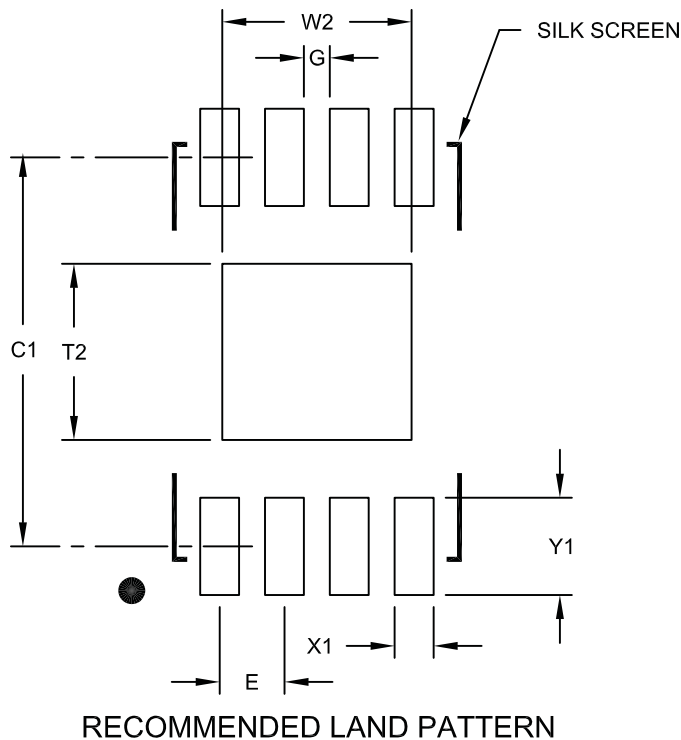 W2
SILK SCREEN
G
C1
T2
Y1
X1
E
RECOMMENDED LAND PATTERN